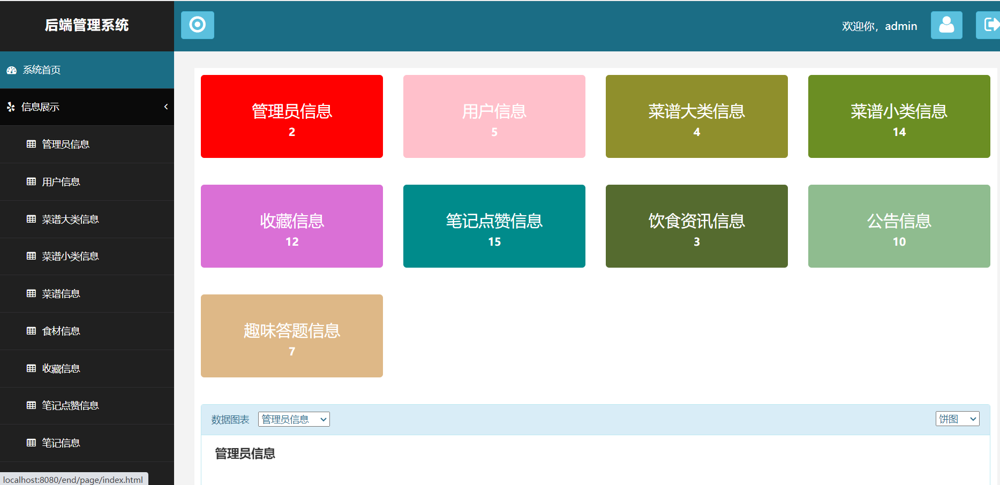 后端管理系统
欢迎你，admin
系统首页
信息展示
管理员信息
用户信息
菜谱大类信息
菜谱小类信息
菜谱信息
食材信息
收藏信息
笔记点赞信息
笔记信息
localhost:8080/end/page/index.html
管理员信息
2
用户信息
5
菜谱大类信息
4
菜谱小类信息
14
收藏信息
12
笔记点赞信息
15
饮食资讯信息
3
公告信息
10
趣味答题信息
7
数据图表 管理员信息 饼图
管理员信息